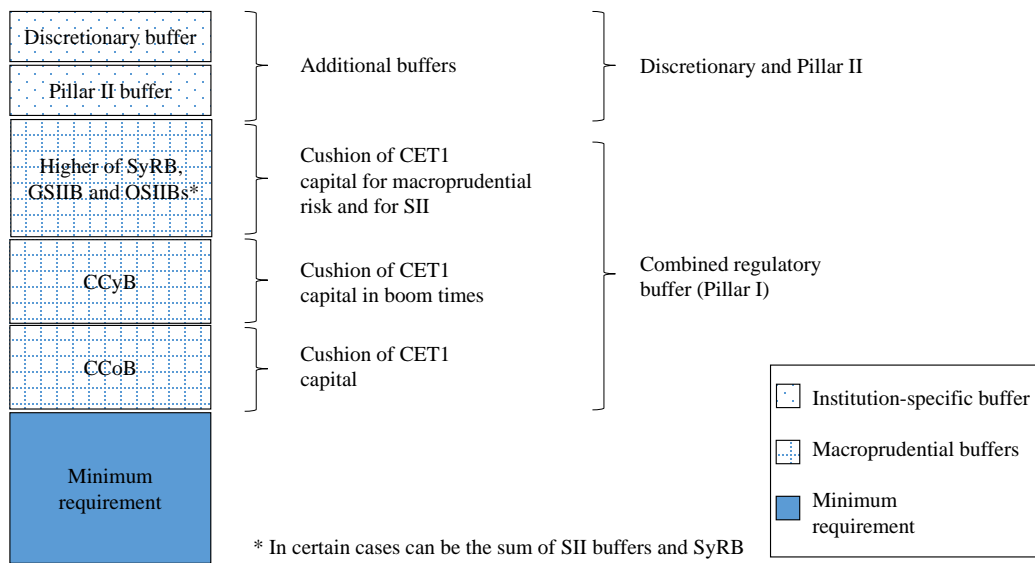 Discretionary buffer
Pillar II buffer
Additional buffers
Discretionary and Pillar II
Higher of SyRB,
GSIIB and OSIIBs*
Cushion of CET1
capital for macroprudential
risk and for SII
CCyB
Cushion of CET1
capital in boom times
Combined regulatory
buffer (Pillar I)
CCoB
Cushion of CET1
capital
Minimum
requirement
Institution-specific buffer
Macroprudential buffers
Minimum
requirement
* In certain cases can be the sum of SII buffers and SyRB